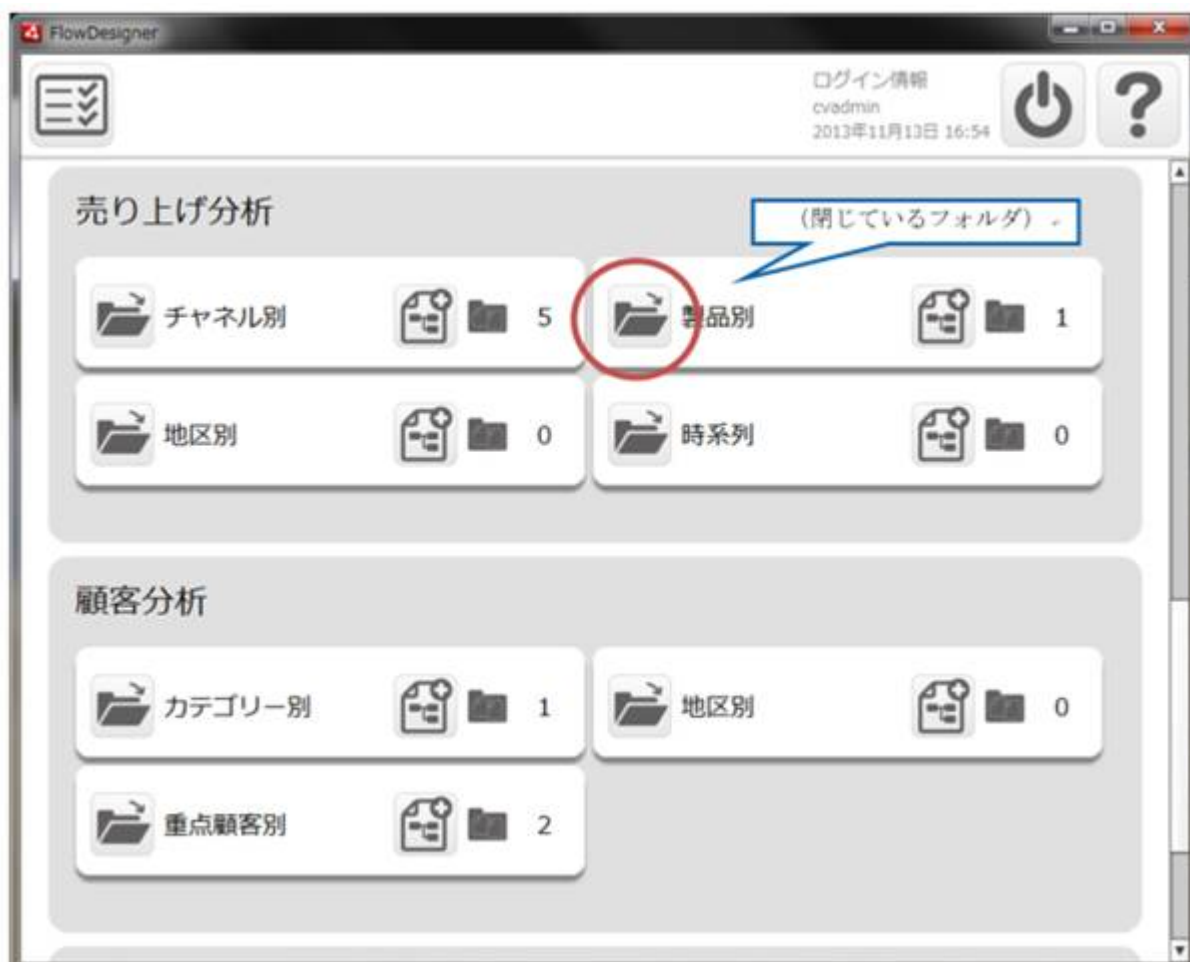 FlowDesigner
ログイン情報
cvadmin
2013年11月13日 16:54
売り上げ分析
(閉じているフォルダ)
チャネル別 5
製品別 1
地区別 0
時系列 0
顧客分析
カテゴリー別 1
地区別 0
重点顧客別 2